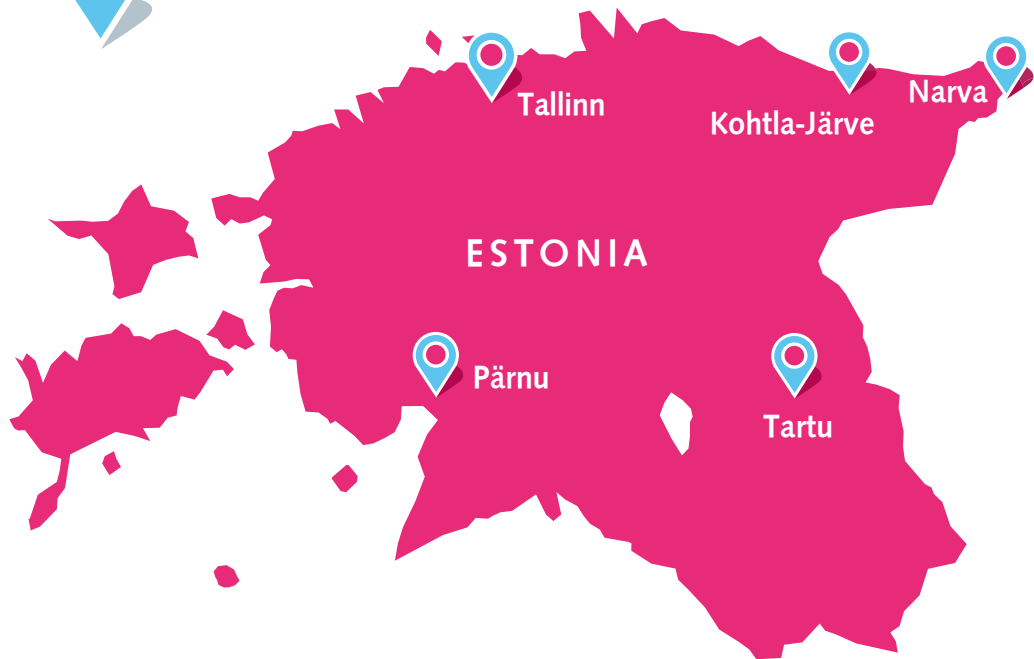 Tallinn
Narva
Kohtla-Järve
ESTONIA
Pärnu
Tartu